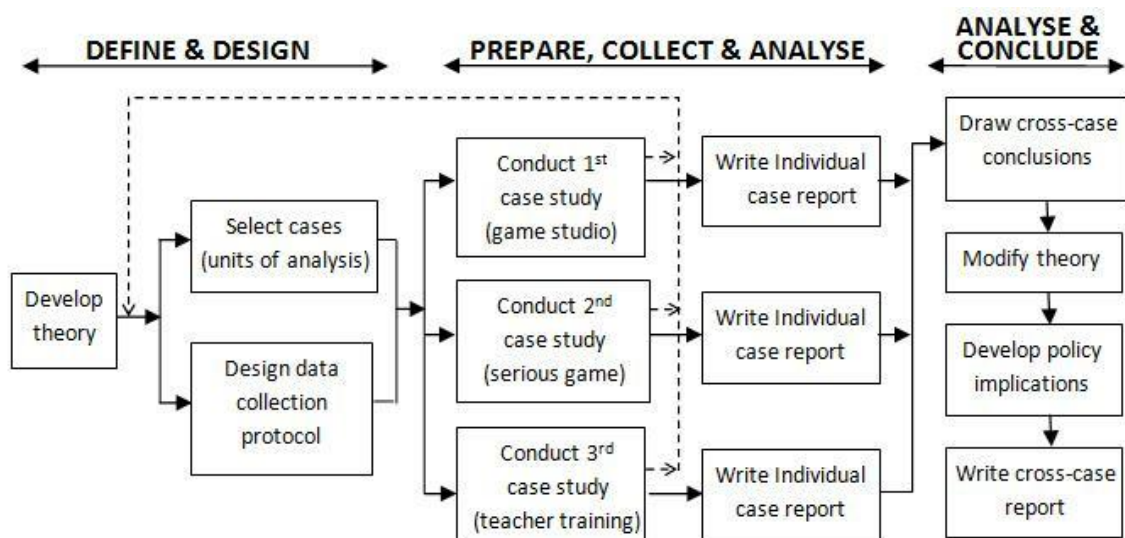 DEFINE & DESIGN
PREPARE, COLLECT & ANALYSE
ANALYSE &
CONCLUDE
Develop
theory
Select cases
(units of analysis)
Design data
collection
protocol
Conduct 1st
case study
(game studio)
Conduct 2nd
case study
(serious game)
Conduct 3rd
case study
(teacher training)
Write Individual
case report
Write Individual
case report
Write Individual
case report
Draw cross-case
conclusions
Modify theory
Develop policy
implications
Write cross-case
report